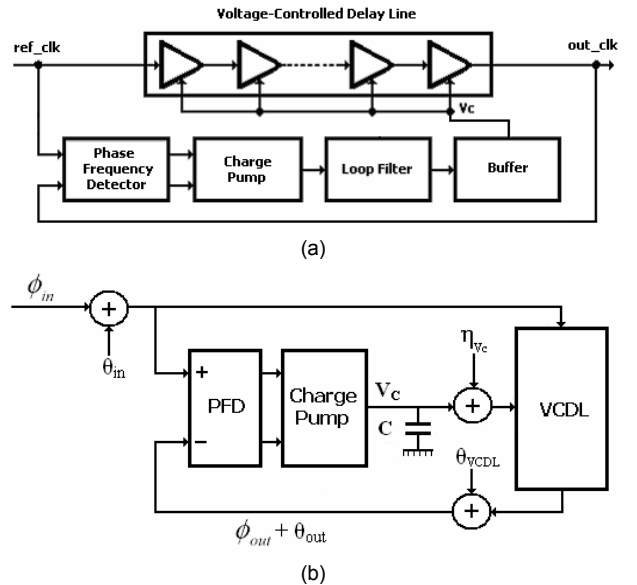 Voltage-Controlled Delay Line
ref_clk
out_clk
Vc
Phase
Frequency
Detector
Charge
Pump
Loop Filter
Buffer
(a)
ϕin
+
θin
+
−
PFD
Charge
Pump
Vc
C
ηVc
+
VCDL
θVCDL
+
ϕout + θout
(b)